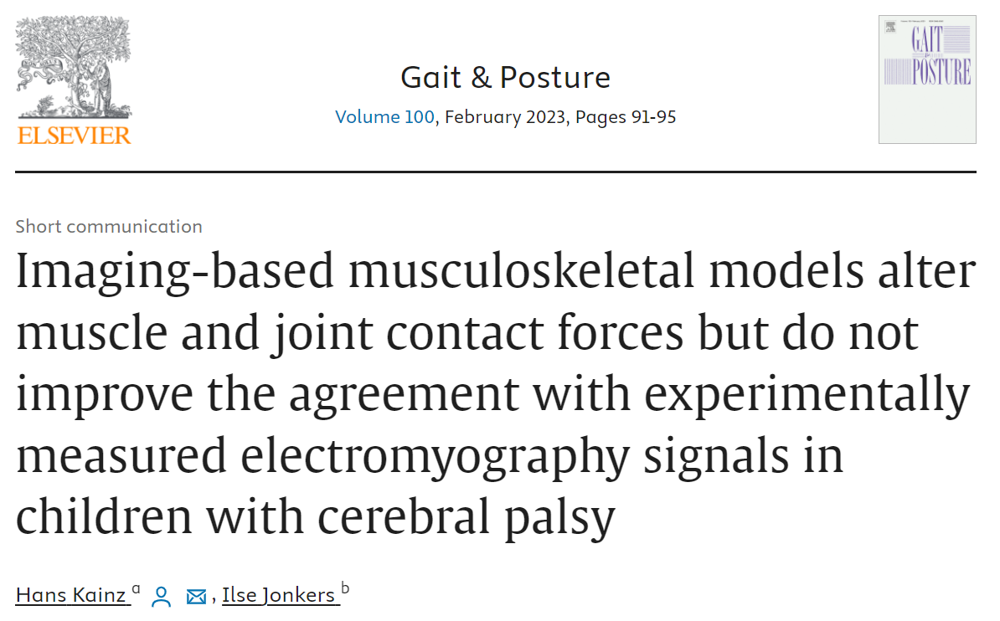 ELSEVIER
Gait & Posture
Volume 100, February 2023, Pages 91-95
GAIT
&
POSTURE
Short communication
Imaging-based musculoskeletal models alter
muscle and joint contact forces but do not
improve the agreement with experimentally
measured electromyography signals in
children with cerebral palsy
Hans Kainz a, Ilse Jonkers b